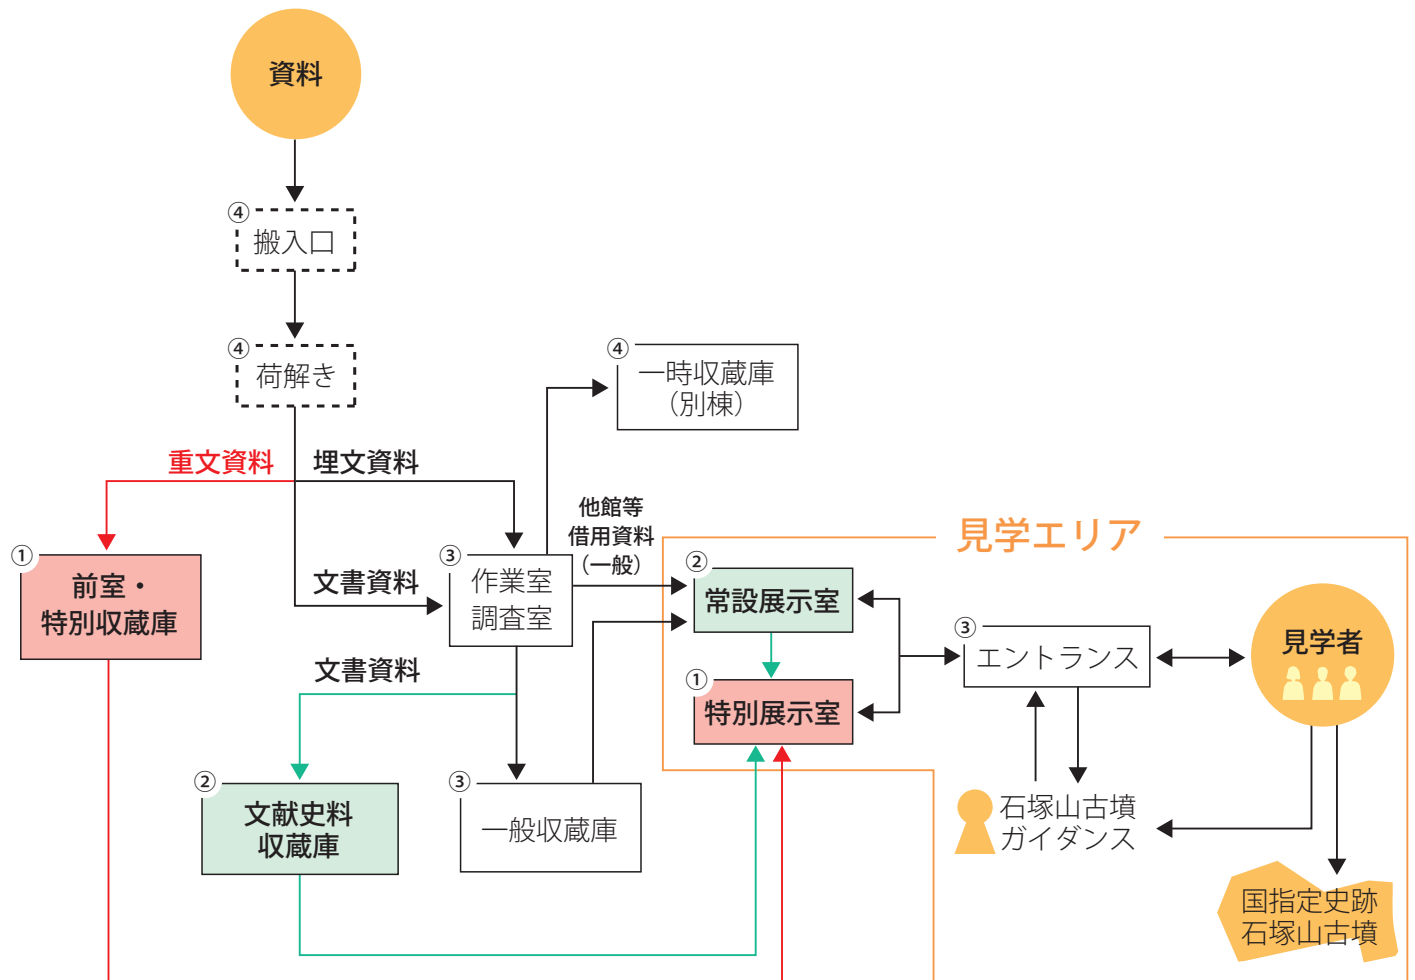 資料
④
搬入口
④
荷解き
④
一時収蔵庫
（別棟）
重文資料
埋文資料
他館等
借用資料
（一般）
見学エリア
①
前室・
特別収蔵庫
文書資料
③
作業室
調査室
②
常設展示室
③
エントランス
見学者
文書資料
①
特別展示室
②
文献史料
収蔵庫
③
一般収蔵庫
石塚山古墳
ガイダンス
国指定史跡
石塚山古墳